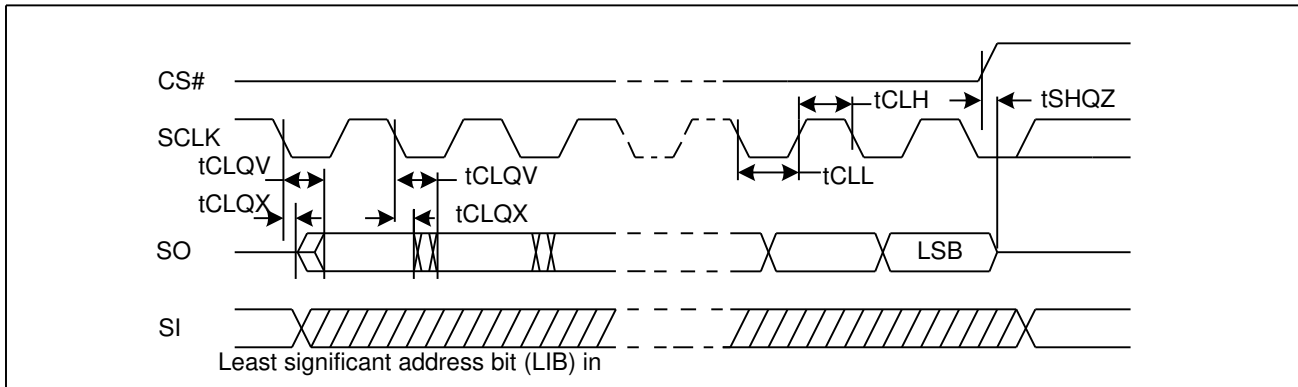 CS#
tCLH
tSHQZ
SCLK
tCLQV
tCLQV
tCLL
tCLQX
tCLQX
SO
LSB
SI
Least significant address bit (LIB) in